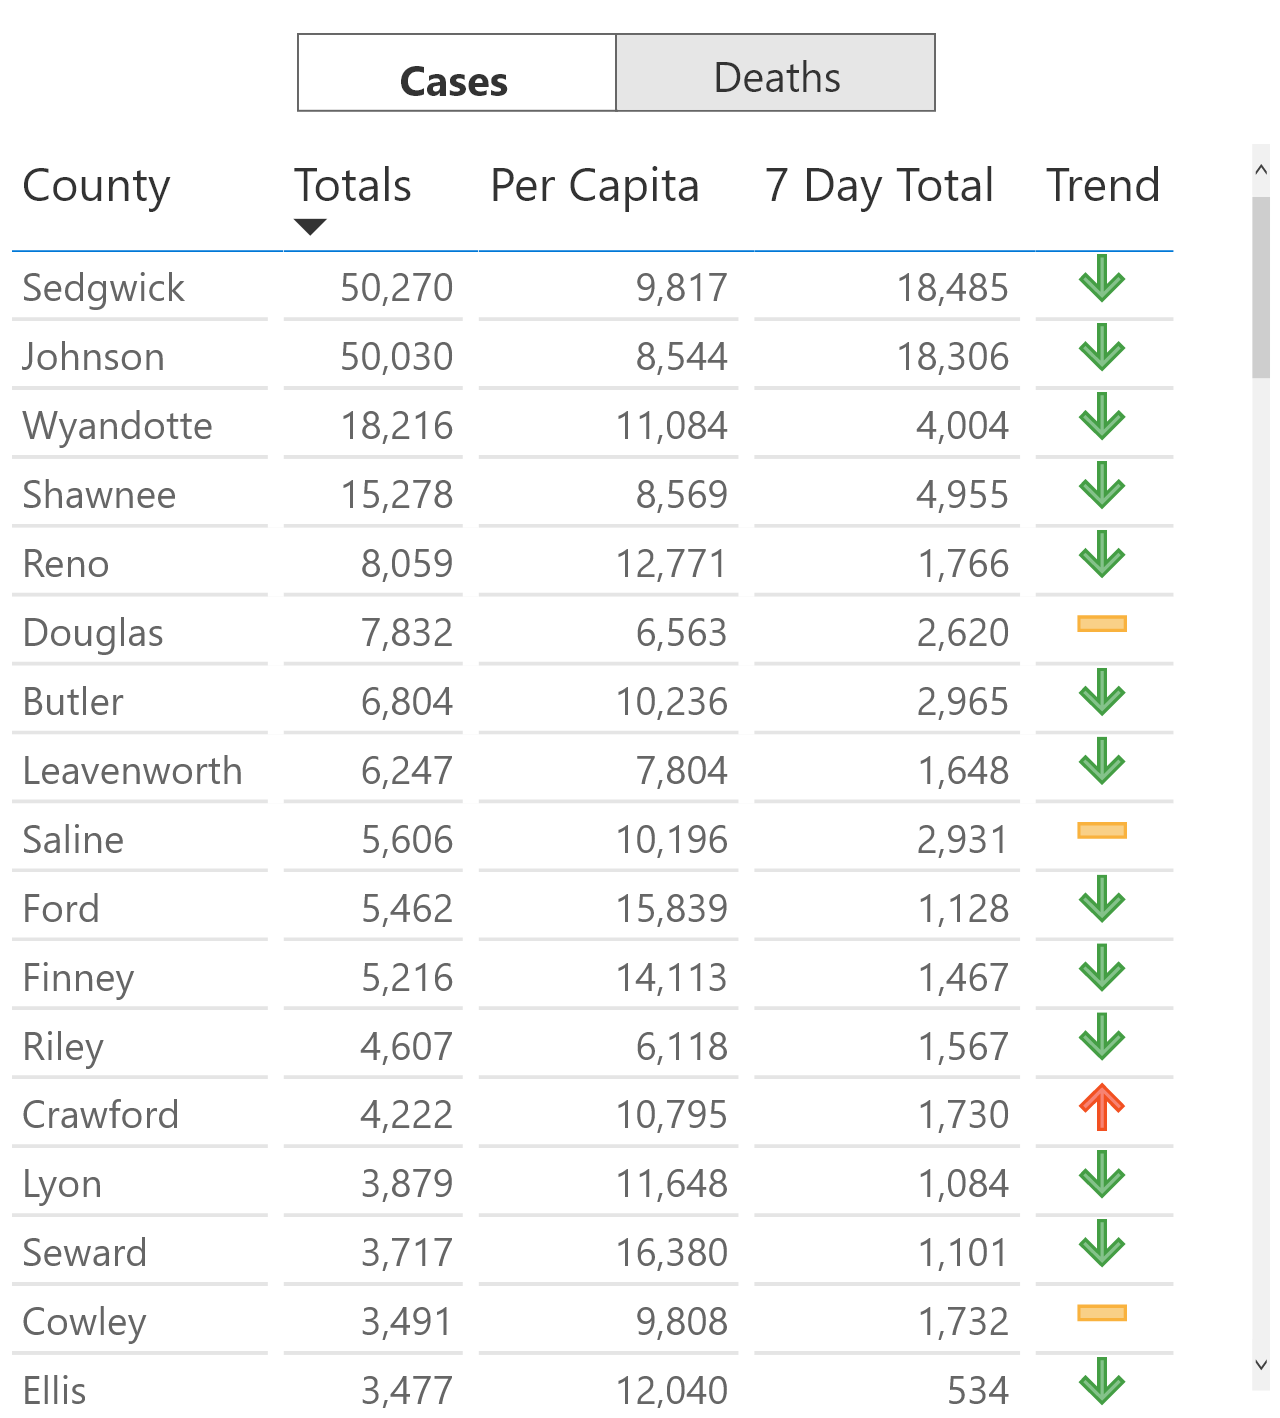 Cases Deaths
County Totals Per Capita 7 Day Total Trend
Sedgwick 50,270 9,817 18,485
Johnson 50,030 8,544 18,306
Wyandotte 18,216 11,084 4,004
Shawnee 15,278 8,569 4,955
Reno 8,059 12,771 1,766
Douglas 7,832 6,563 2,620
Butler 6,804 10,236 2,965
Leavenworth 6,247 7,804 1,648
Saline 5,606 10,196 2,931
Ford 5,462 15,839 1,128
Finney 5,216 14,113 1,467
Riley 4,607 6,118 1,567
Crawford 4,222 10,795 1,730
Lyon 3,879 11,648 1,084
Seward 3,717 16,380 1,101
Cowley 3,491 9,808 1,732
Ellis 3,477 12,040 534